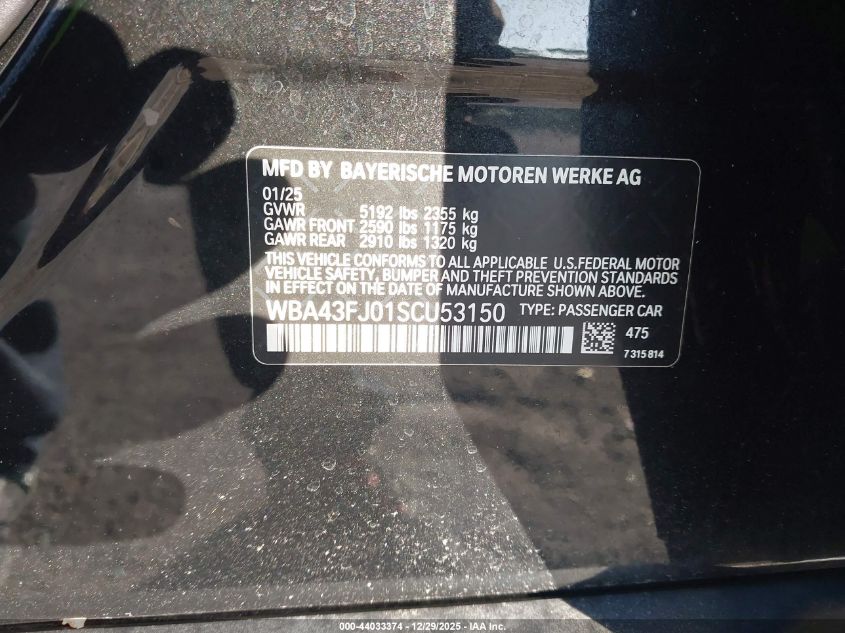 MFD BY BAYERISCHE MOTOREN WERKE AG
01/25
GVWR 5192 lbs 2355 kg
GAWR FRONT 2590 lbs 1175 kg
GAWR REAR 2910 lbs 1320 kg
THIS VEHICLE CONFORMS TO ALL APPLICABLE U.S.FEDERAL MOTOR
VEHICLE SAFETY, BUMPER AND THEFT PREVENTION STANDARDS
IN EFFECT ON THE DATE OF MANUFACTURE SHOWN ABOVE.
WBA43FJ01SCU53150 TYPE: PASSENGER CAR
475
7315814
000-44033374 - 12/29/2025 - IAA Inc.